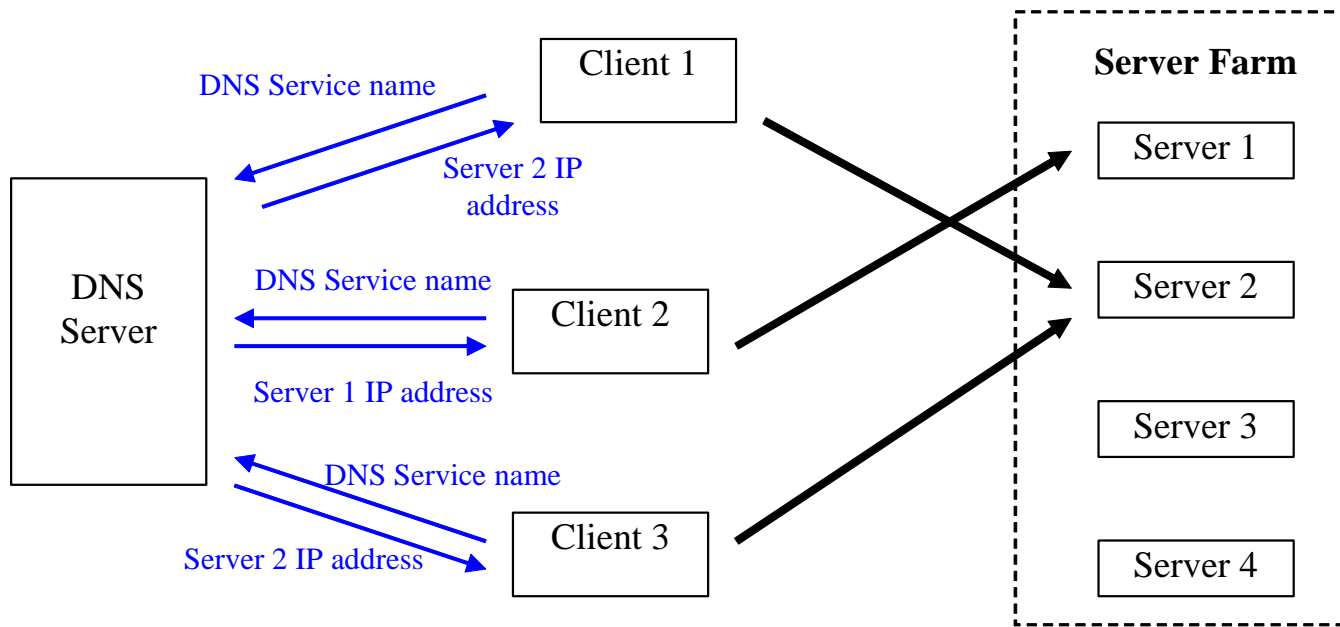 Client 1
Server Farm
DNS Service name
Server 1
Server 2 IP
address
DNS
Server
DNS Service name
Client 2
Server 2
Server 1 IP address
Server 3
DNS Service name
Client 3
Server 2 IP address
Server 4